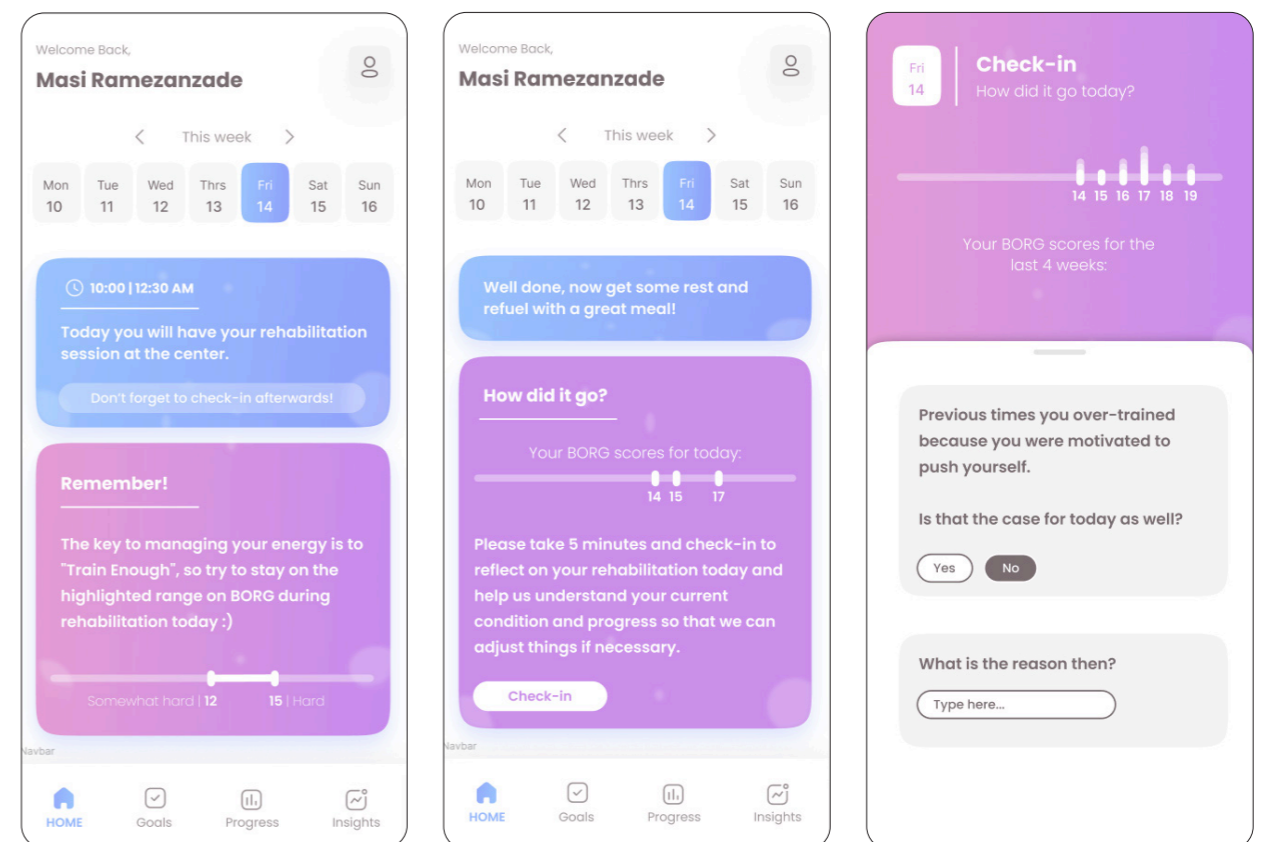 Welcome Back,
Masi Ramezanzade
This week
Mon Tue Wed Thrs Fri Sat Sun
10 11 12 13 14 15 16
10:00 | 12:30 AM
Today you will have your rehabilitation
session at the center.
Don't forget to check-in afterwards!
Remember!
The key to managing your energy is to
"Train Enough", so try to stay on the
highlighted range on BORG during
rehabilitation today :)
Somewhat hard | 12 15 | Hard
Navbar
HOME Goals Progress Insights
Welcome Back,
Masi Ramezanzade
This week
Mon Tue Wed Thrs Fri Sat Sun
10 11 12 13 14 15 16
Well done, now get some rest and
refuel with a great meal!
How did it go?
Your BORG scores for today:
14 15 17
Please take 5 minutes and check-in to
reflect on your rehabilitation today and
help us understand your current
condition and progress so that we can
adjust things if necessary.
Check-in
Navbar
HOME Goals Progress Insights
Fri
14
Check-in
How did it go today?
14 15 16 17 18 19
Your BORG scores for the
last 4 weeks:
Previous times you over-trained
because you were motivated to
push yourself.
Is that the case for today as well?
Yes No
What is the reason then?
Type here...